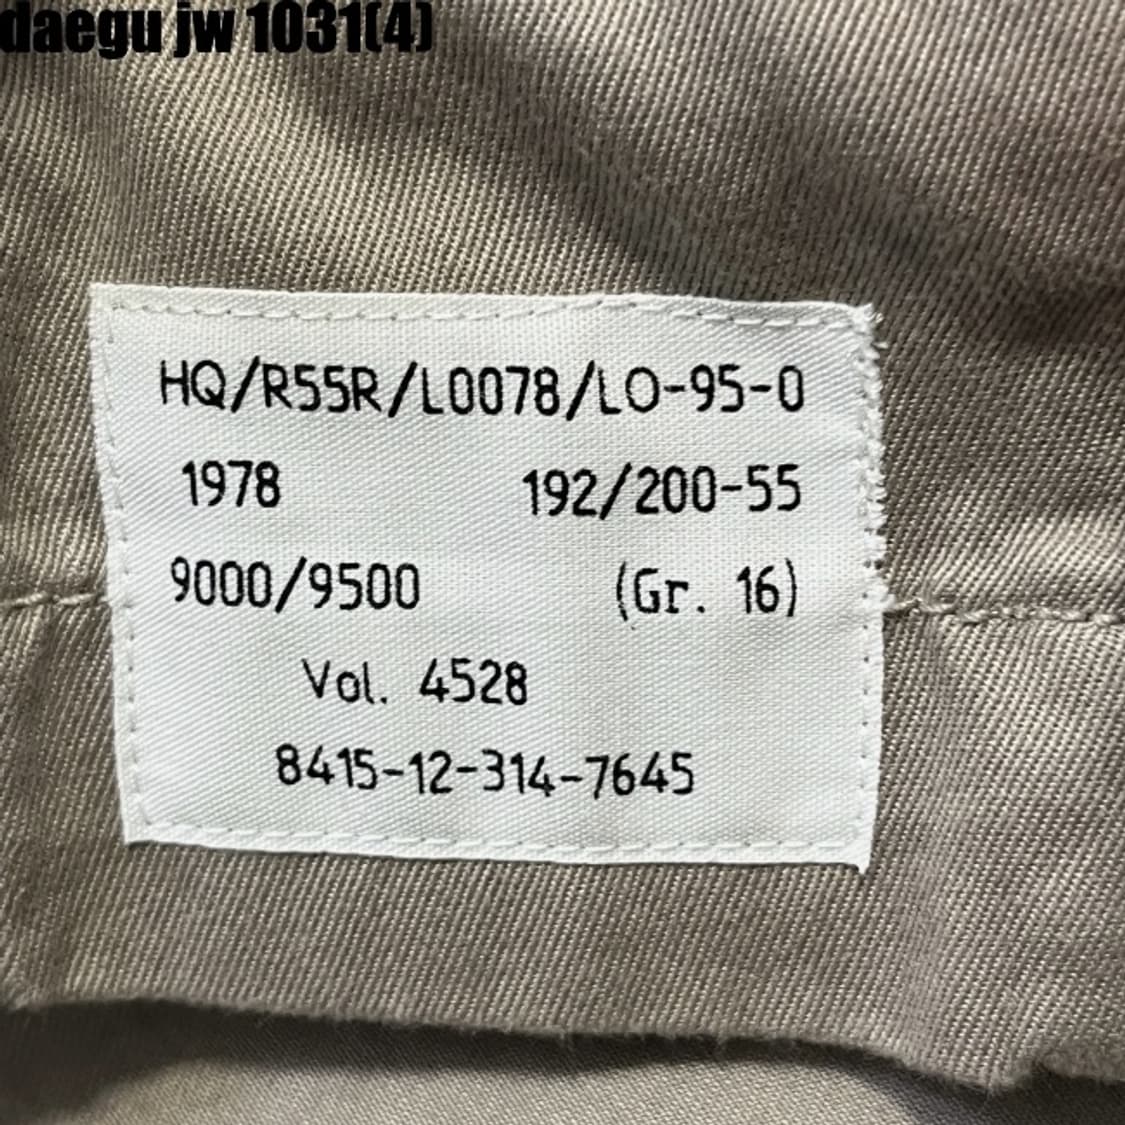 daegu jw 1031(4)
HQ/R55R/L0078/LO-95-0
1978 192/200-55
9000/9500 (Gr. 16)
Vol. 4528
8415-12-314-7645